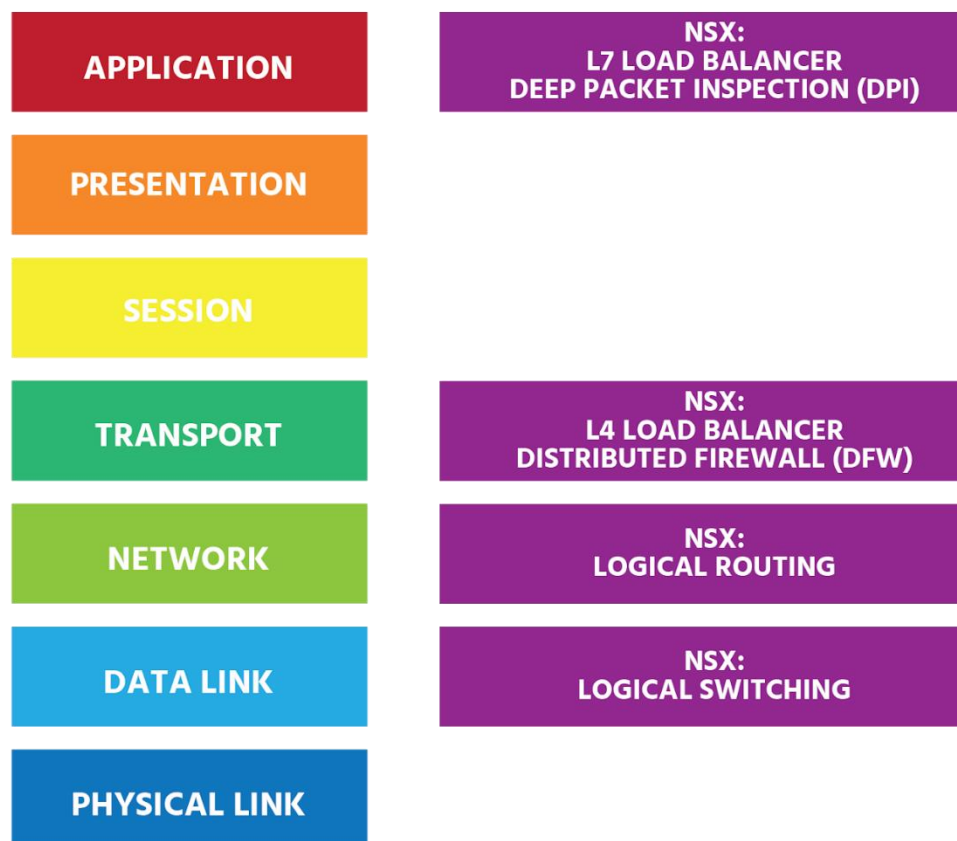 APPLICATION
NSX:
L7 LOAD BALANCER
DEEP PACKET INSPECTION (DPI)
PRESENTATION
SESSION
TRANSPORT
NSX:
L4 LOAD BALANCER
DISTRIBUTED FIREWALL (DFW)
NETWORK
NSX:
LOGICAL ROUTING
DATA LINK
NSX:
LOGICAL SWITCHING
PHYSICAL LINK